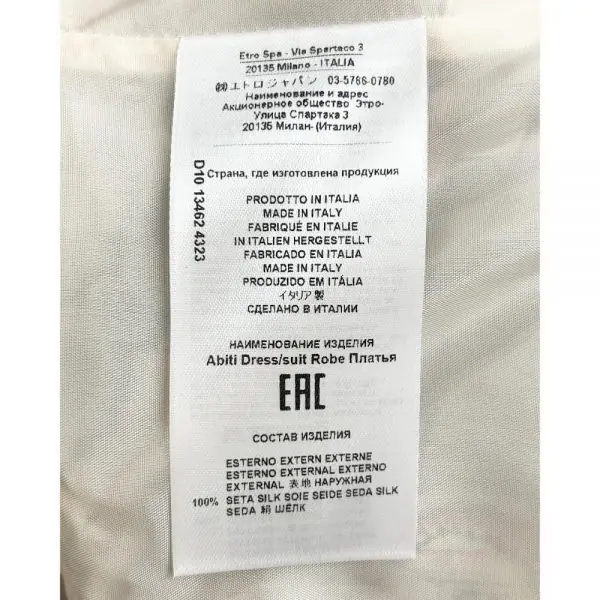 Etro Spa - Via Spartaco 3
20135 Milano - ITALIA
㈱エトロジャパン 03-5766-0780
Наименование и адрес
Акционерное общество Этро-
Улица Спартака 3
20135 Милан- (Италия)
D10 13462 4323
Страна, где изготовлена продукция
PRODOTTO IN ITALIA
MADE IN ITALY
FABRIQUÉ EN ITALIE
IN ITALIEN HERGESTELLT
FABRICADO EN ITALIA
MADE IN ITALY
PRODUZIDO EM ITÁLIA
イタリア製
СДЕЛАНО В ИТАЛИИ
НАИМЕНОВАНИЕ ИЗДЕЛИЯ
Abiti Dress/suit Robe Платья
EAC
СОСТАВ ИЗДЕЛИЯ
ESTERNO EXTERN EXTERNE
ESTERNO EXTERNAL EXTERNO
EXTERNAL 表地 НАРУЖНАЯ
100% SETA SILK SOIE SEIDE SEDA SILK
SEDA 絹 ШЁЛК